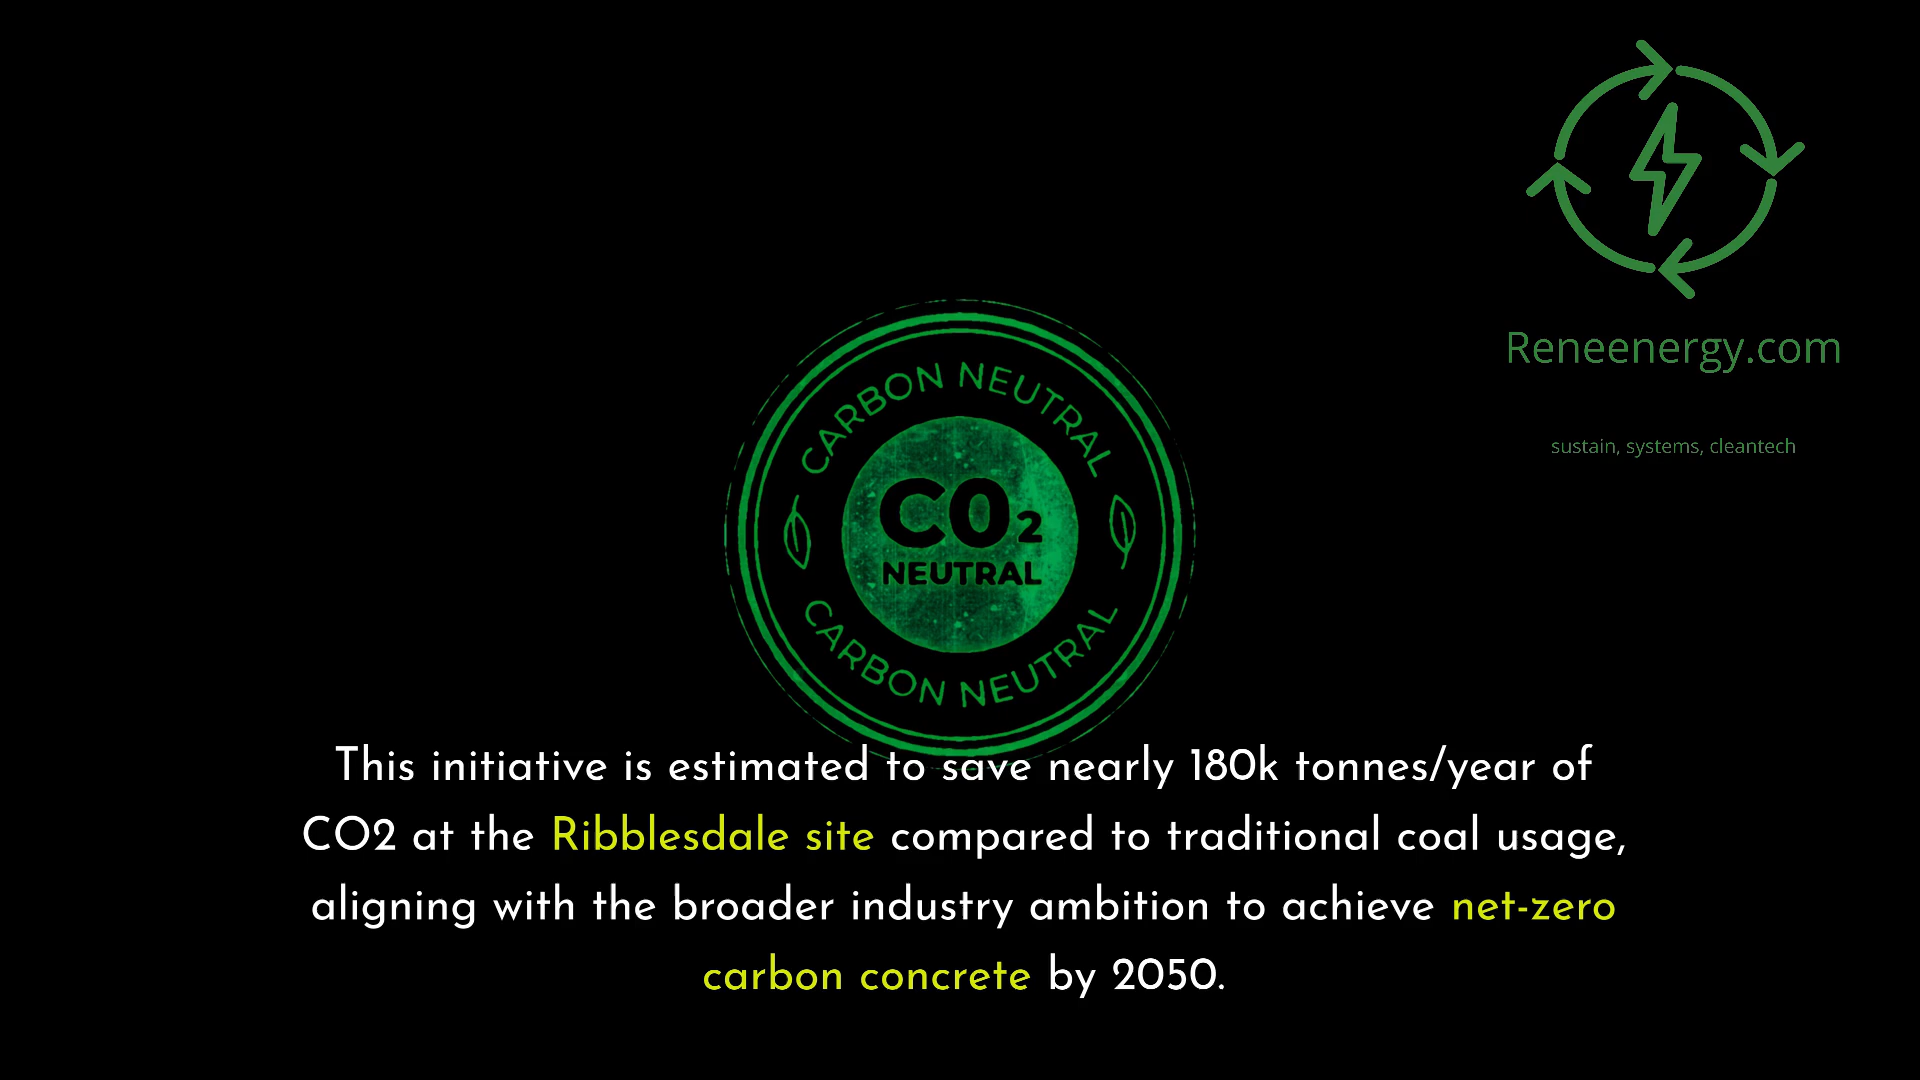 Reneenergy.com
sustain, systems, cleantech
CARBON NEUTRAL
CO₂
NEUTRAL
CARBON NEUTRAL
This initiative is estimated to save nearly 180k tonnes/year of
CO2 at the Ribblesdale site compared to traditional coal usage,
aligning with the broader industry ambition to achieve net-zero
carbon concrete by 2050.